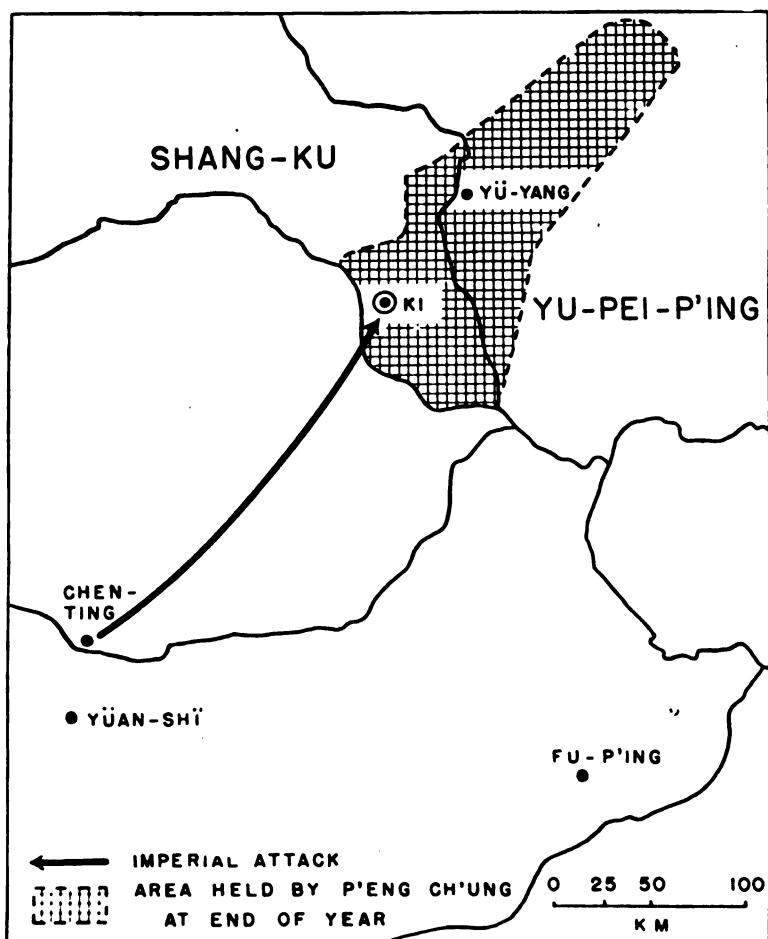 SHANG-KU
YÜ-YANG
KI
YU-PEI-P'ING
CHEN-
TING
YÜAN-SHÏ
FU-P'ING
IMPERIAL ATTACK
AREA HELD BY P'ENG CH'UNG
AT END OF YEAR
0 25 50 100
KM